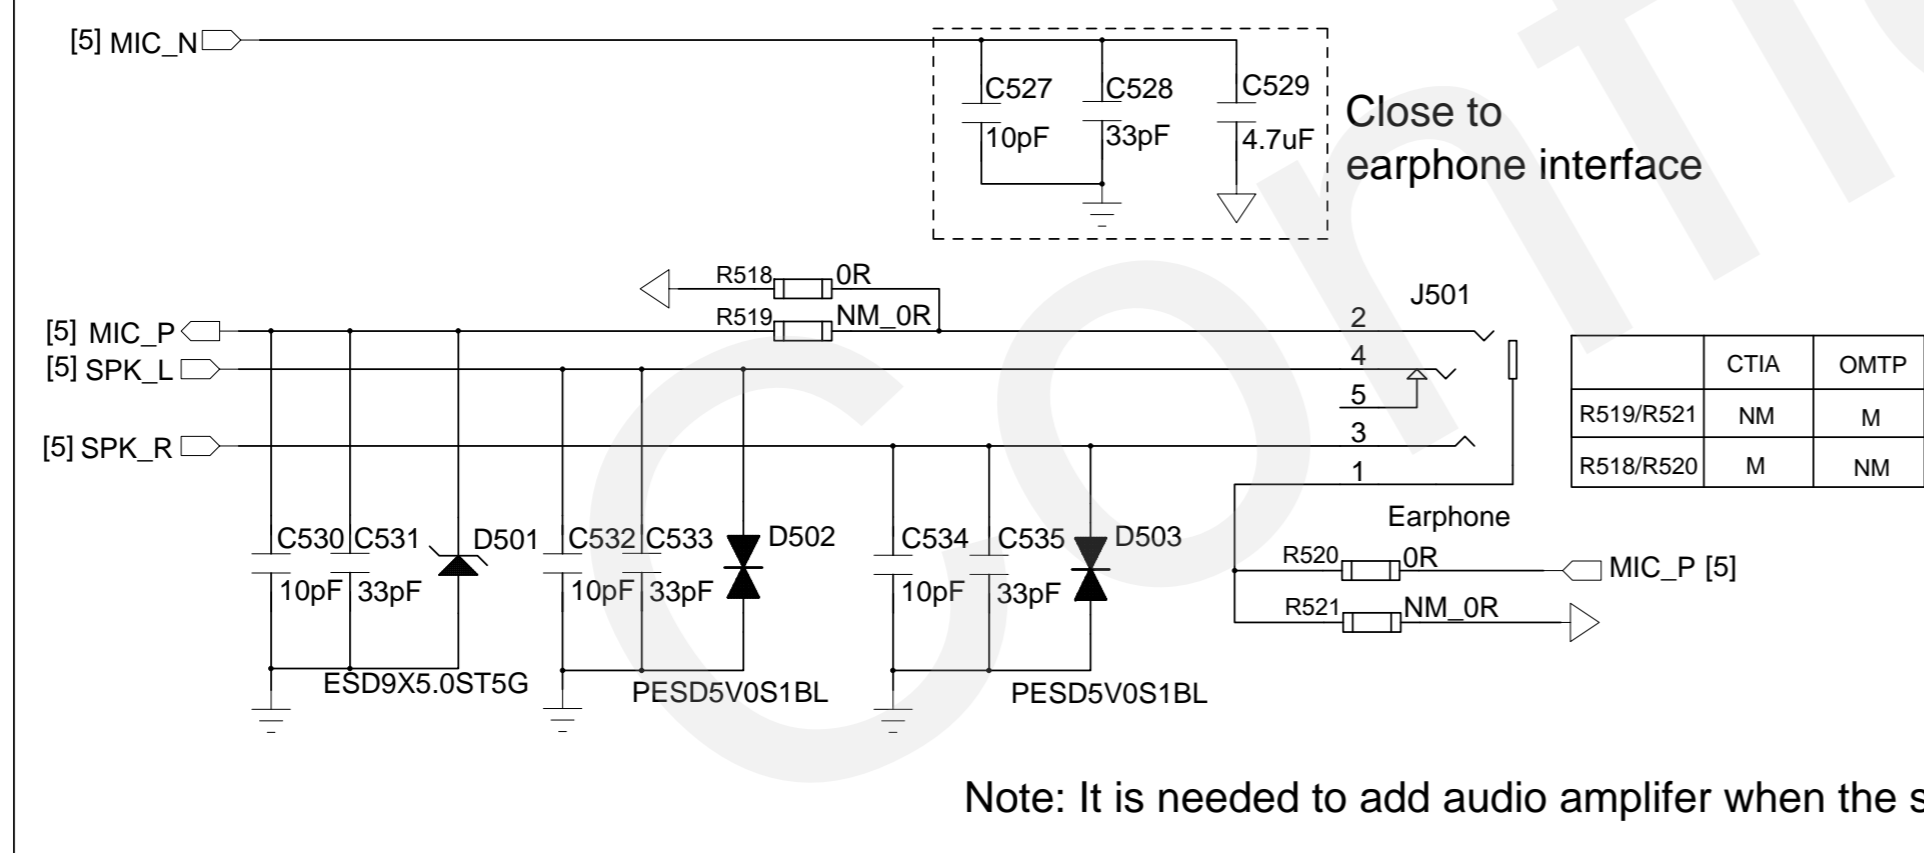 [5] MIC_N
C527
C528
C529
10pF
33pF
4.7uF
Close to
earphone interface
R518
0R
R519
NM_0R
J501
[5] MIC_P
[5] SPK_L
[5] SPK_R
2
4
5
3
1
CTIA
OMTP
R519/R521
NM
M
R518/R520
M
NM
Earphone
C530
C531
D501
C532
C533
D502
C534
C535
D503
10pF
33pF
10pF
33pF
10pF
33pF
ESD9X5.0ST5G
PESD5V0S1BL
PESD5V0S1BL
R520
0R
MIC_P [5]
R521
NM_0R
Note: It is needed to add audio amplifer when the s
Confi